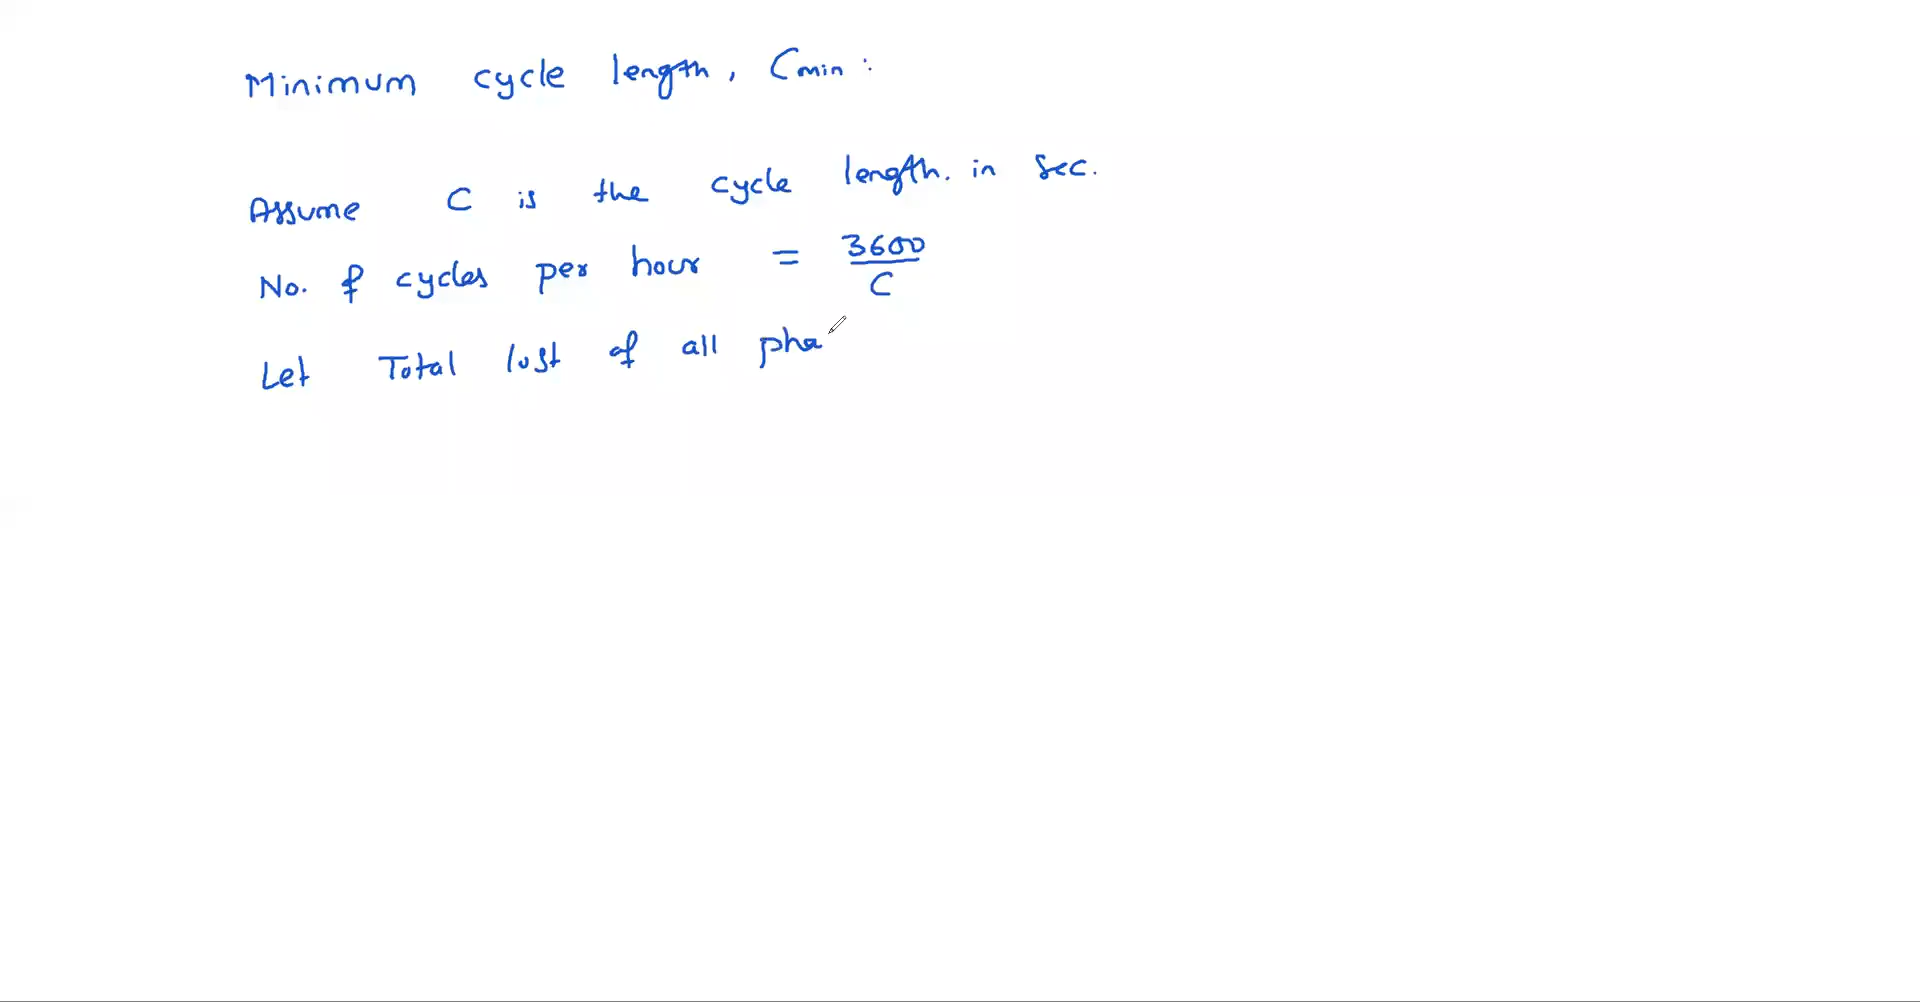 Minimum cycle length, Cmin :
Assume C is the cycle length. in sec.
No. of cycles per hour = 3600/C
Let Total lost of all pha